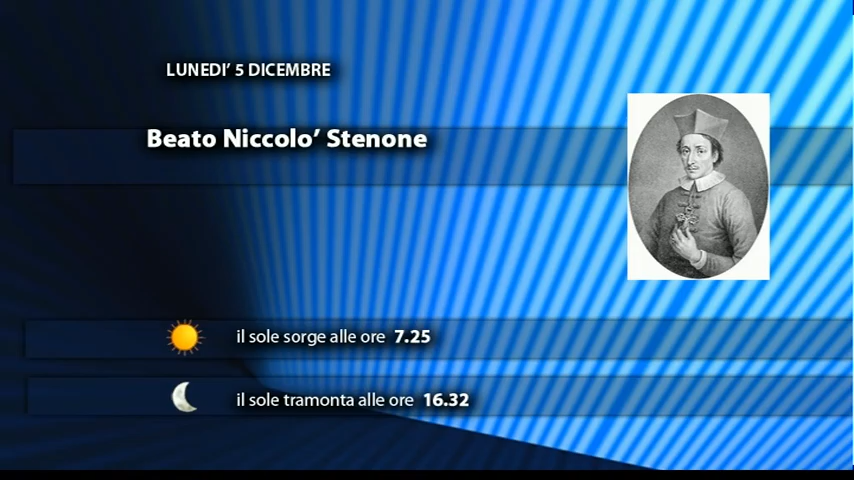 LUNEDI’ 5 DICEMBRE
Beato Niccolo’ Stenone
il sole sorge alle ore 7.25
il sole tramonta alle ore 16.32